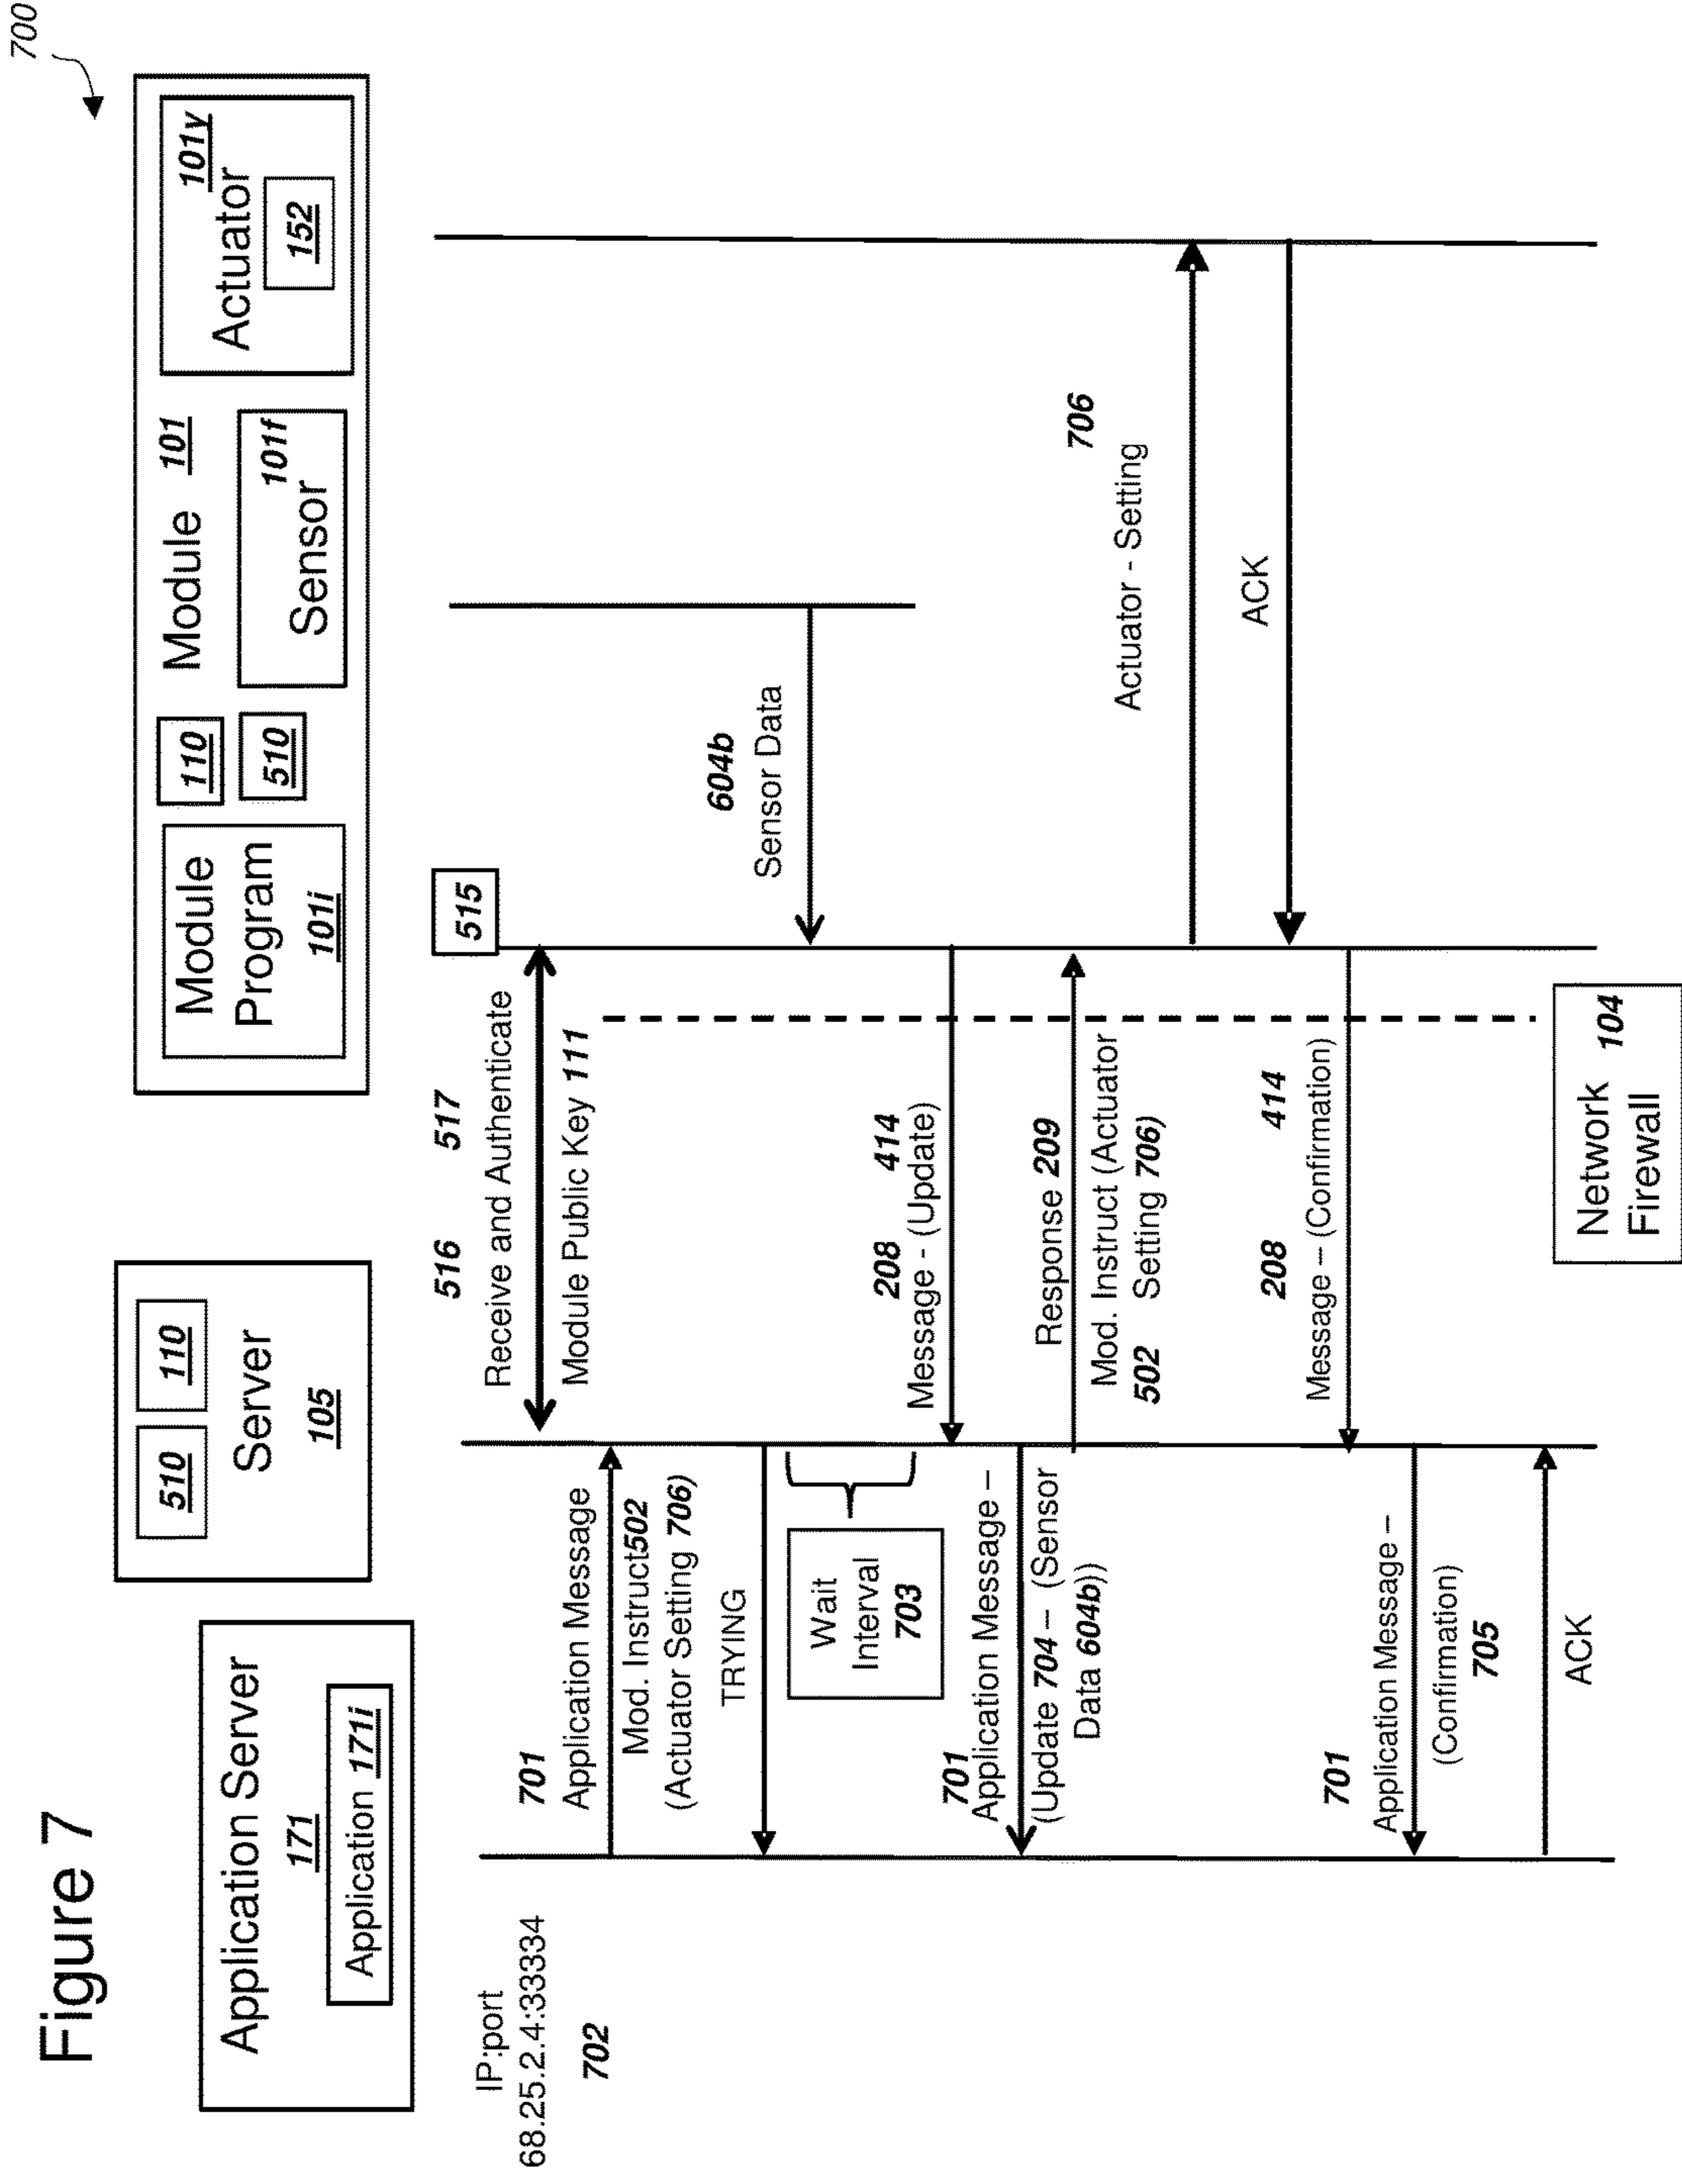 Figure 7
700
Application Server
171
Application 171i
510
110
Server
105
Module
Program
101i
110
510
Module 101
101f
Sensor
101y
Actuator
152
IP:port
68.25.2.4:33334
702
516 517
Receive and Authenticate
Module Public Key 111
515
701
Application Message
Mod. Instruct502
(Actuator Setting 706)
TRYING
Wait
Interval
703
604b
Sensor Data
208 414
Message - (Update)
701
Application Message –
(Update 704 – (Sensor
Data 604b))
Response 209
Mod. Instruct (Actuator
502 Setting 706)
706
Actuator - Setting
ACK
208 414
Message – (Confirmation)
701
Application Message –
(Confirmation)
705
ACK
Network 104
Firewall